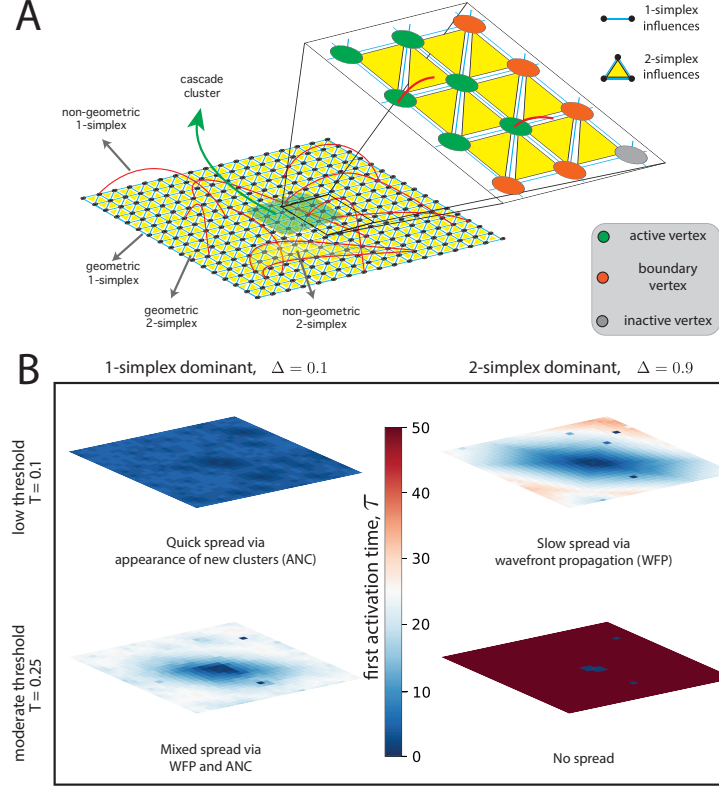 A
1-simplex
influences
2-simplex
influences
cascade
cluster
non-geometric
1-simplex
geometric
1-simplex
geometric
2-simplex
non-geometric
2-simplex
active vertex
boundary
vertex
inactive vertex
B
1-simplex dominant, Δ = 0.1
2-simplex dominant, Δ = 0.9
low threshold
T = 0.1
Quick spread via
appearance of new clusters (ANC)
Slow spread via
wavefront propagation (WFP)
first activation time, τ
50
40
30
20
10
0
moderate threshold
T = 0.25
Mixed spread via
WFP and ANC
No spread